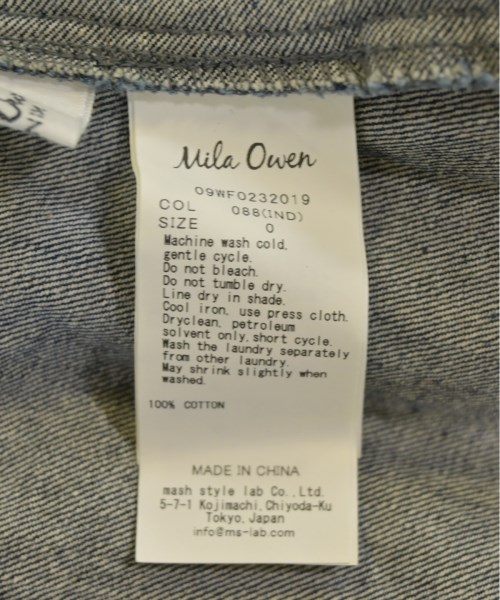 Mila Owen
09WF0232019
COL 088(IND)
SIZE 0
Machine wash cold.
gentle cycle.
Do not bleach.
Do not tumble dry.
Line dry in shade.
Cool iron, use press cloth.
Dryclean, petroleum
solvent only.short cycle.
Wash the laundry separately
from other laundry.
May shrink slightly when
washed.
100% COTTON
MADE IN CHINA
mash style lab Co.,Ltd.
5-7-1 Kojimachi,Chiyoda-Ku
Tokyo,Japan
info@ms-lab.com